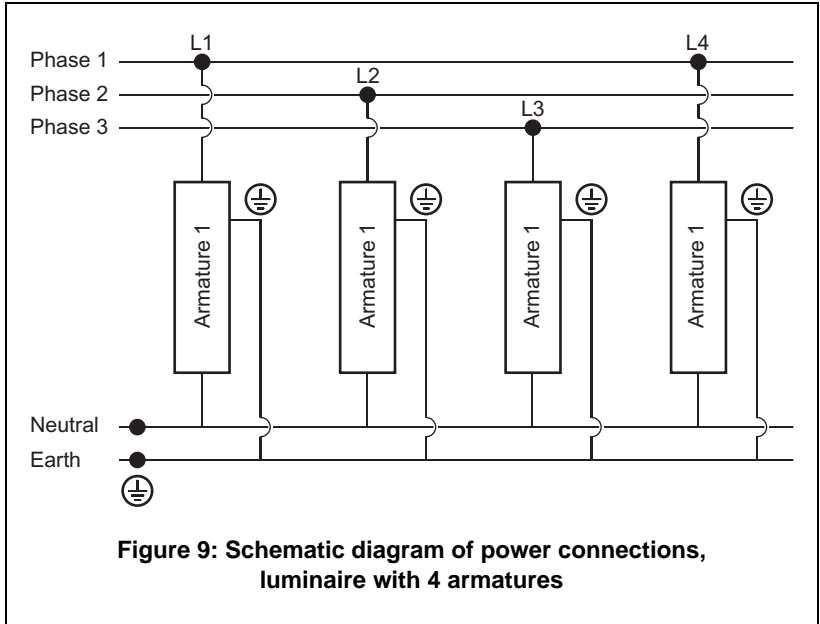 L1
L4
Phase 1
L2
Phase 2
L3
Phase 3
Armature 1
Armature 1
Armature 1
Armature 1
Neutral
Earth
Figure 9: Schematic diagram of power connections,
luminaire with 4 armatures